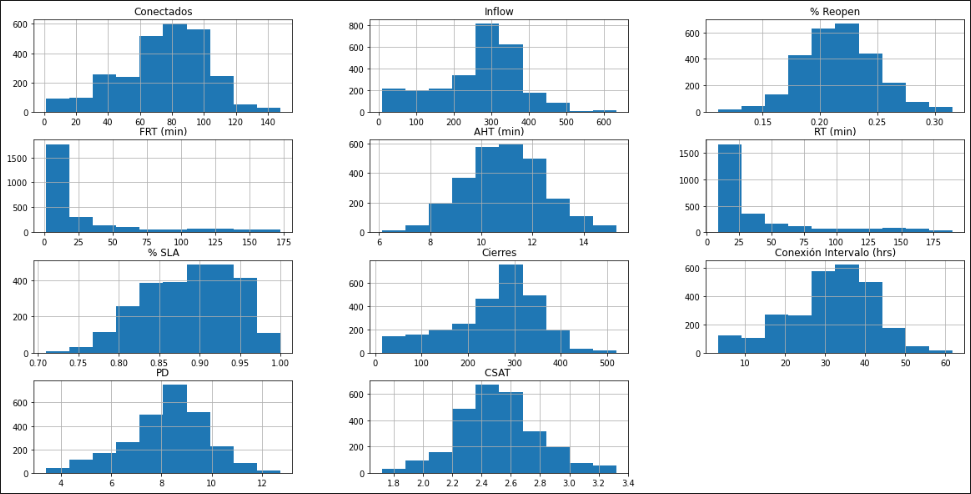 Conectados
600
400
200
0
0 20 40 60 80 100 120 140
Inflow
800
600
400
200
0
0 100 200 300 400 500 600
% Reopen
600
400
200
0
0.15 0.20 0.25 0.30
FRT (min)
1500
1000
500
0
0 25 50 75 100 125 150 175
AHT (min)
600
400
200
0
6 8 10 12 14
RT (min)
1500
1000
500
0
0 25 50 75 100 125 150 175
% SLA
400
200
0
0.70 0.75 0.80 0.85 0.90 0.95 1.00
Cierres
600
400
200
0
0 100 200 300 400 500
Conexión Intervalo (hrs)
600
400
200
0
10 20 30 40 50 60
PD
600
400
200
0
4 6 8 10 12
CSAT
600
400
200
0
1.8 2.0 2.2 2.4 2.6 2.8 3.0 3.2 3.4